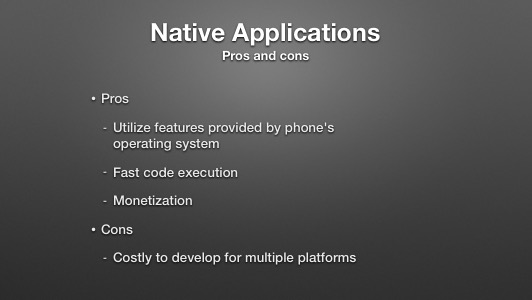 Native Applications
Pros and cons
• Pros
- Utilize features provided by phone's
operating system
- Fast code execution
- Monetization
• Cons
- Costly to develop for multiple platforms